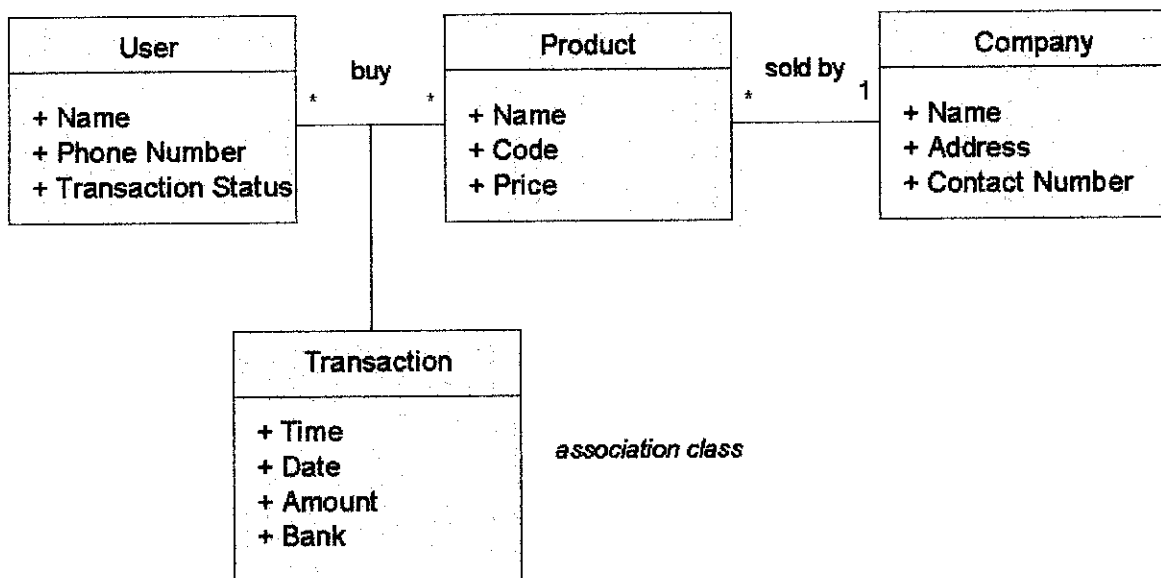 User
+ Name
+ Phone Number
+ Transaction Status
buy
* *
Product
+ Name
+ Code
+ Price
sold by
* 1
Company
+ Name
+ Address
+ Contact Number
Transaction
+ Time
+ Date
+ Amount
+ Bank
association class